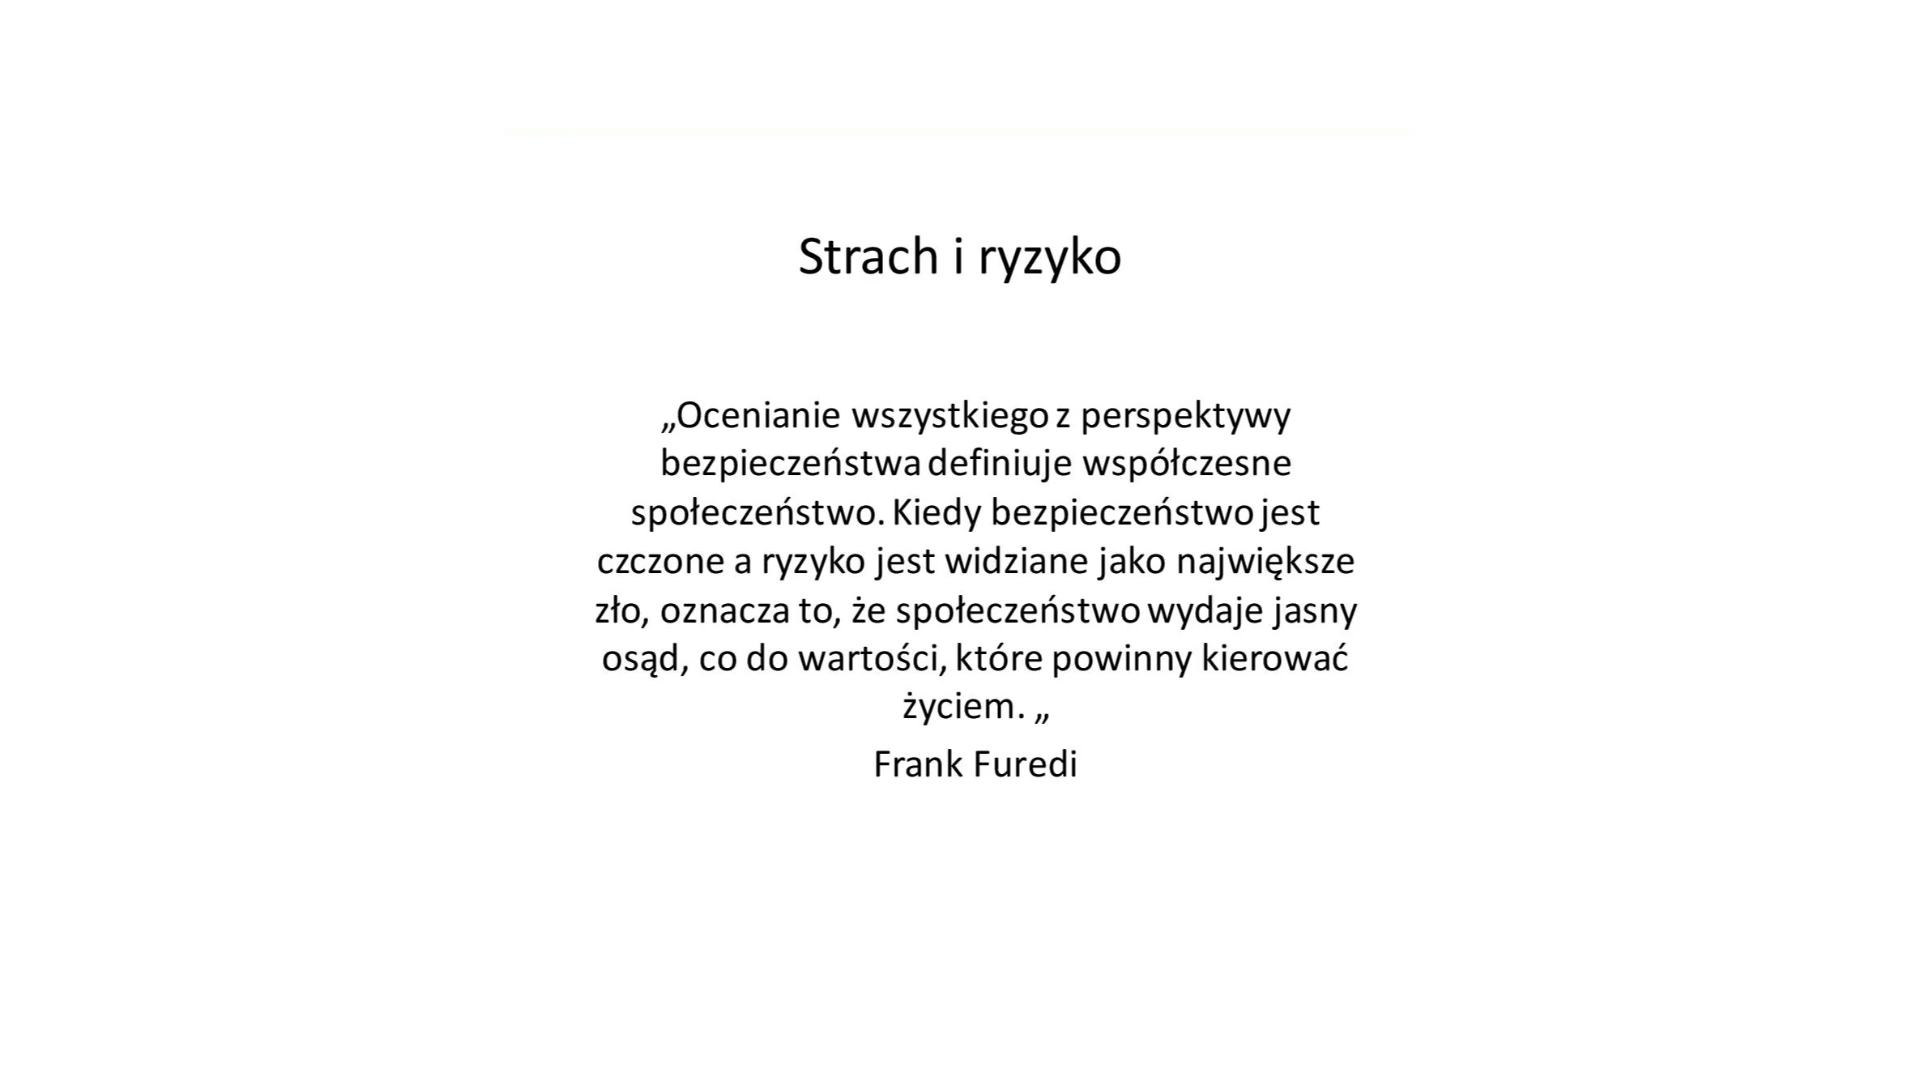 Strach i ryzyko
„Ocenianie wszystkiego z perspektywy
bezpieczeństwa definiuje współczesne
społeczeństwo. Kiedy bezpieczeństwo jest
czczone a ryzyko jest widziane jako największe
zło, oznacza to, że społeczeństwo wydaje jasny
osąd, co do wartości, które powinny kierować
życiem. „
Frank Furedi